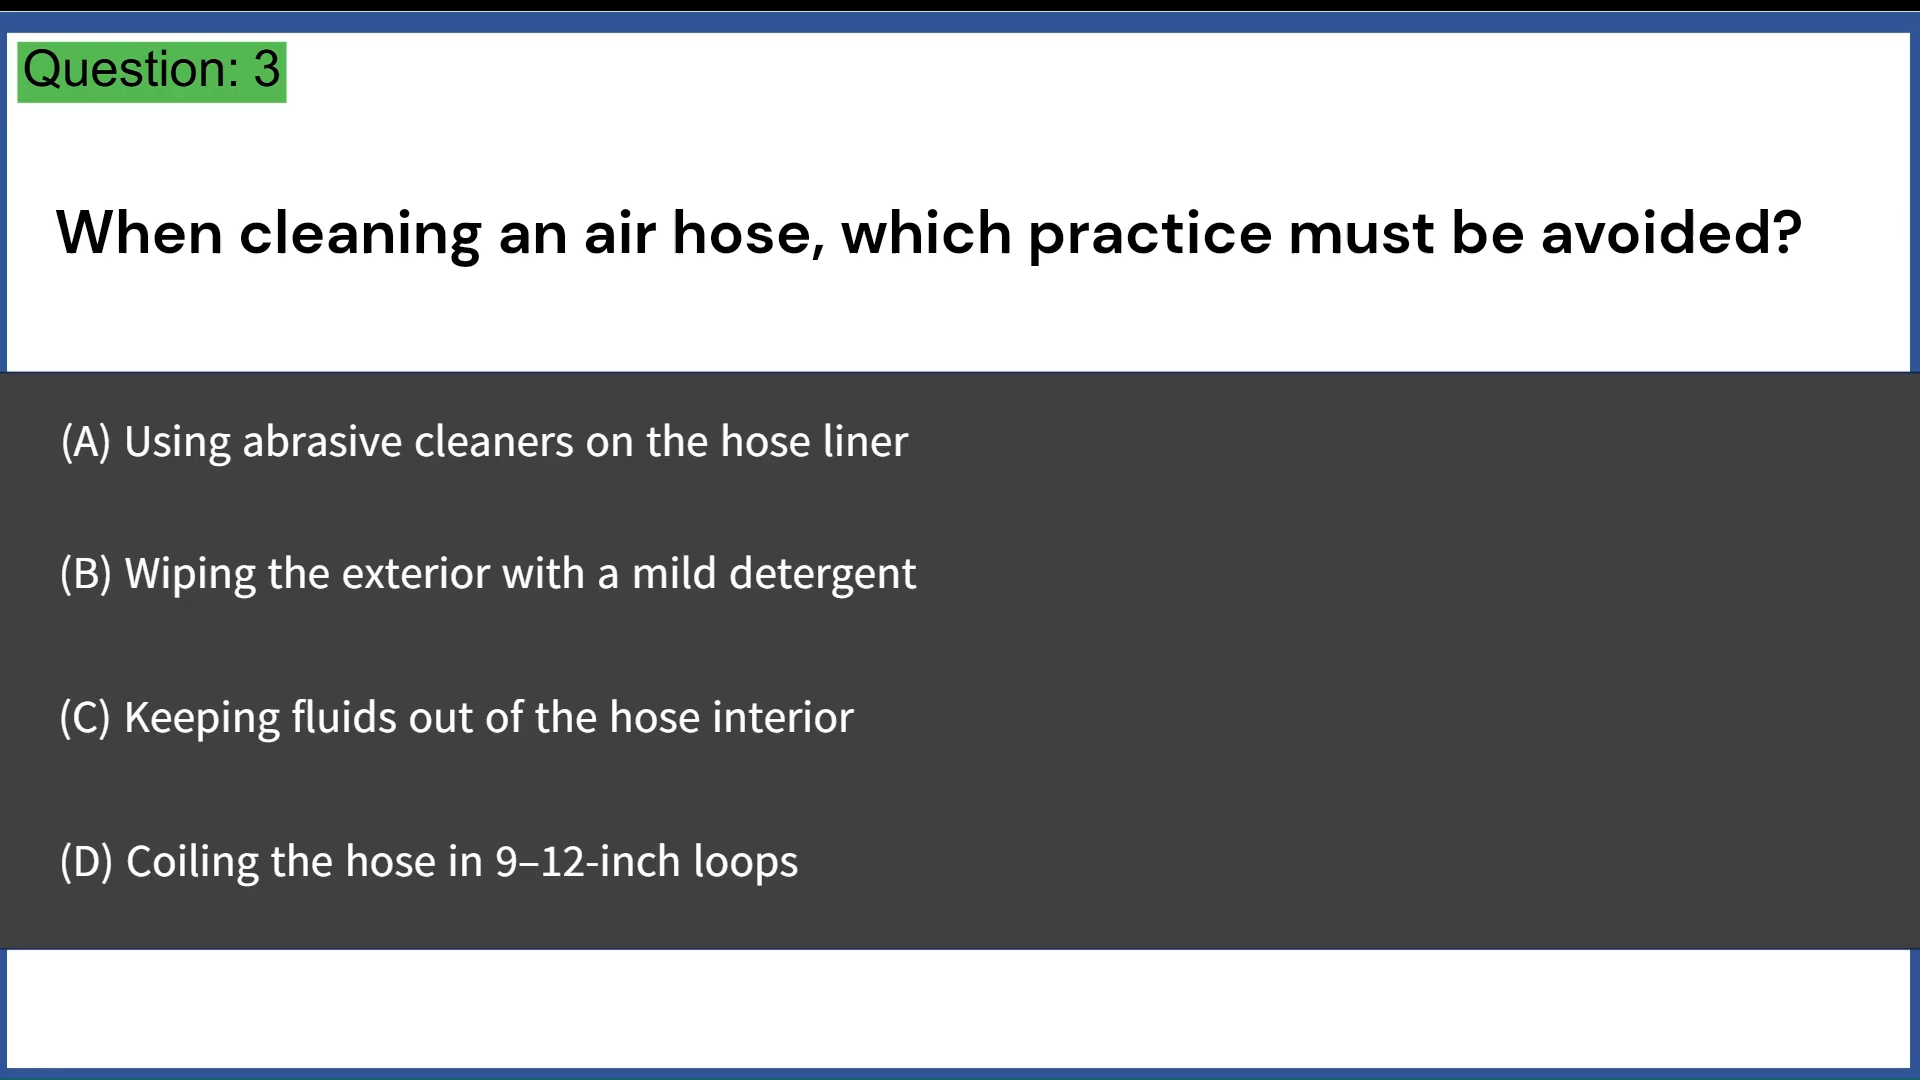 Question: 3
When cleaning an air hose, which practice must be avoided?
(A) Using abrasive cleaners on the hose liner
(B) Wiping the exterior with a mild detergent
(C) Keeping fluids out of the hose interior
(D) Coiling the hose in 9–12-inch loops